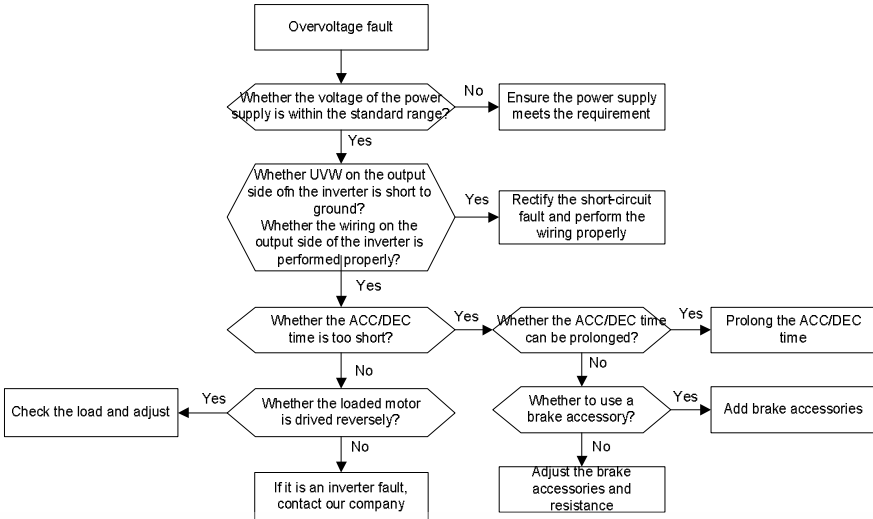 Overvoltage fault
Whether the voltage of the power
supply is within the standard range?
No
Ensure the power supply
meets the requirement
Yes
Whether UVW on the output
side ofn the inverter is short to
ground?
Whether the wiring on the
output side of the inverter is
performed properly?
Yes
Rectify the short-circuit
fault and perform the
wiring properly
Yes
Whether the ACC/DEC
time is too short?
Yes
Whether the ACC/DEC time
can be prolonged?
Yes
Prolong the ACC/DEC
time
No
No
Check the load and adjust
Yes
Whether the loaded motor
is drived reversely?
Whether to use a
brake accessory?
Yes
Add brake accessories
No
No
If it is an inverter fault,
contact our company
Adjust the brake
accessories and
resistance